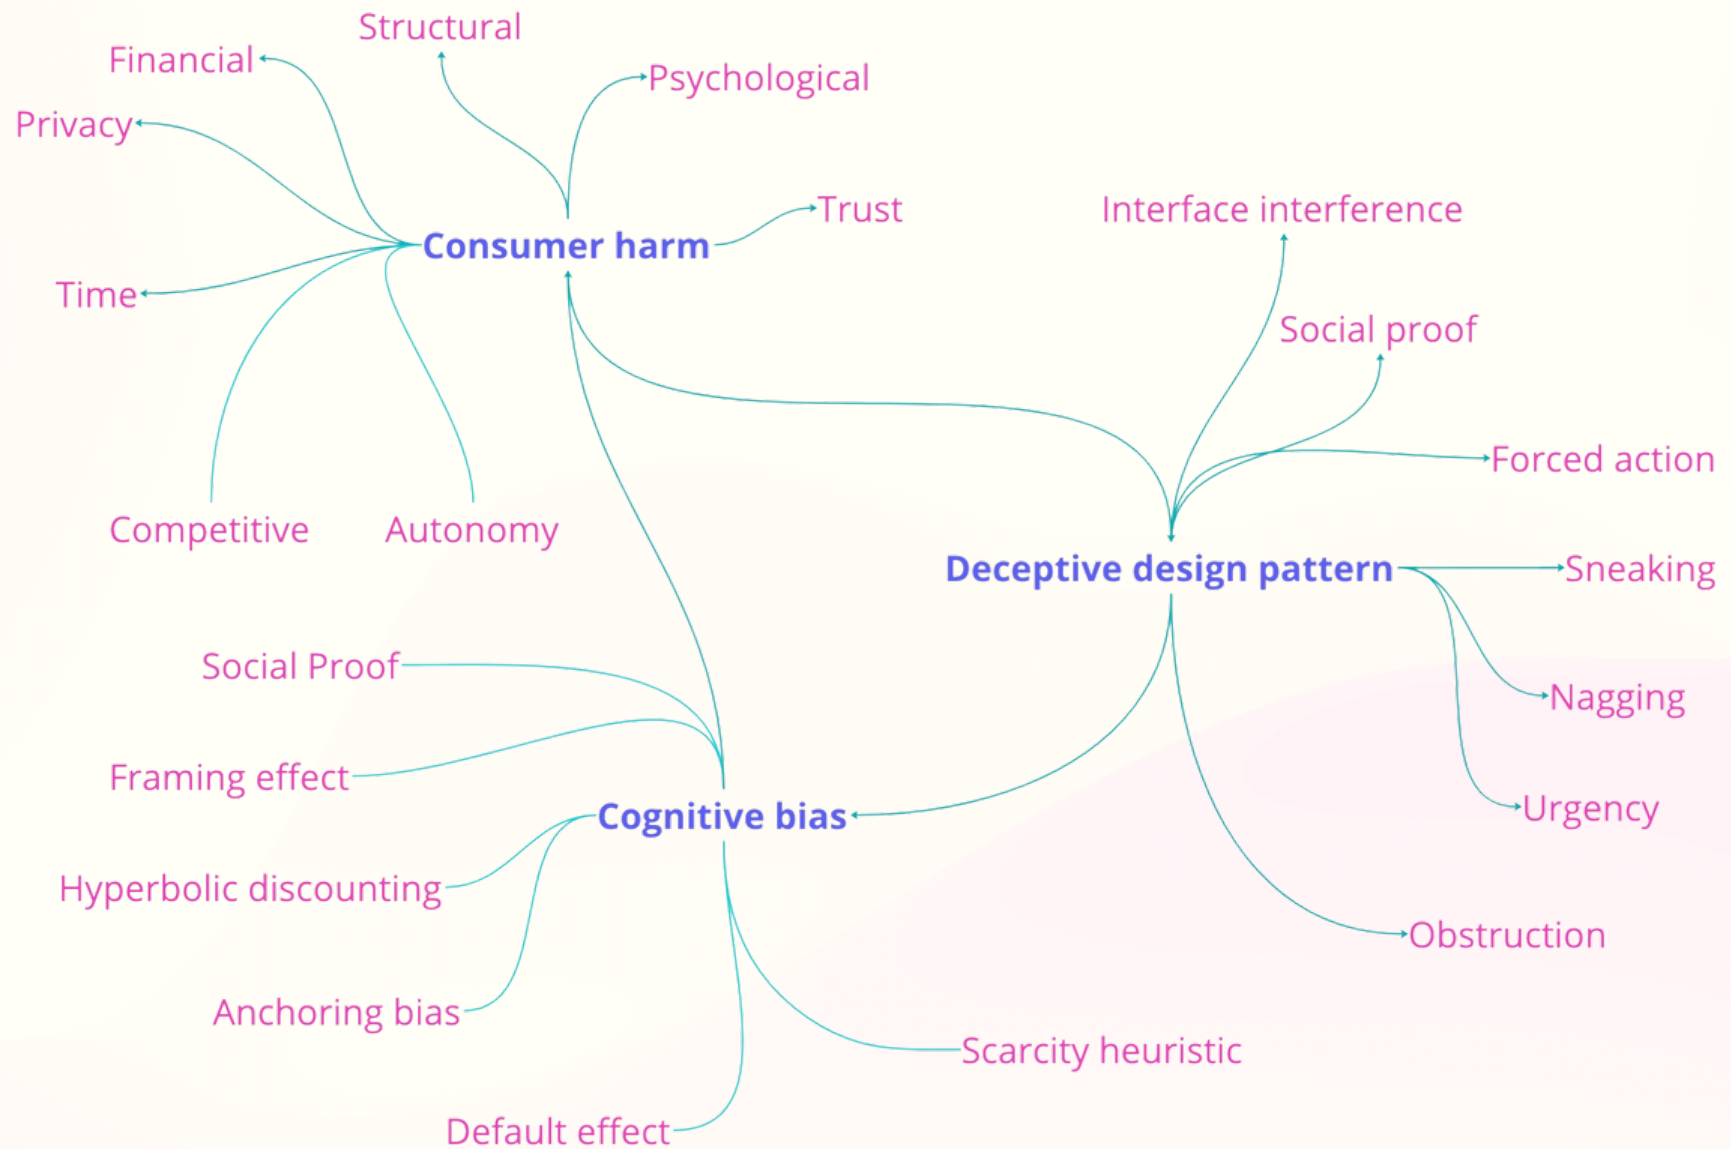 Structural
Financial
Psychological
Privacy
Trust
Interface interference
Consumer harm
Time
Social proof
Forced action
Competitive
Autonomy
Deceptive design pattern
Sneaking
Social Proof
Nagging
Framing effect
Urgency
Cognitive bias
Hyperbolic discounting
Obstruction
Anchoring bias
Scarcity heuristic
Default effect